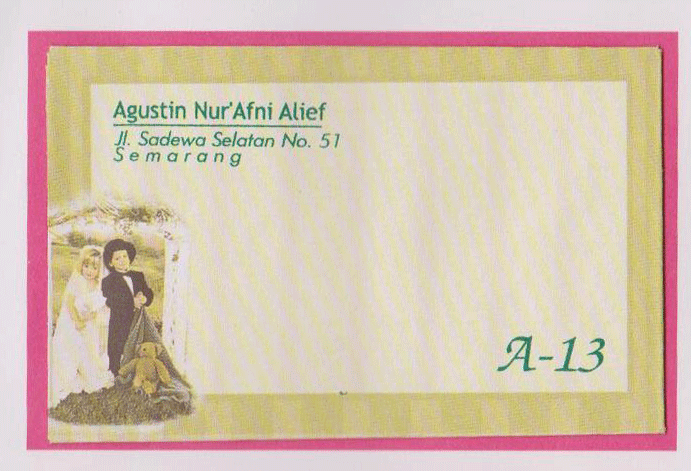 Agustin Nur'Afni Alief
Jl. Sadewa Selatan No. 51
Semarang
A-13